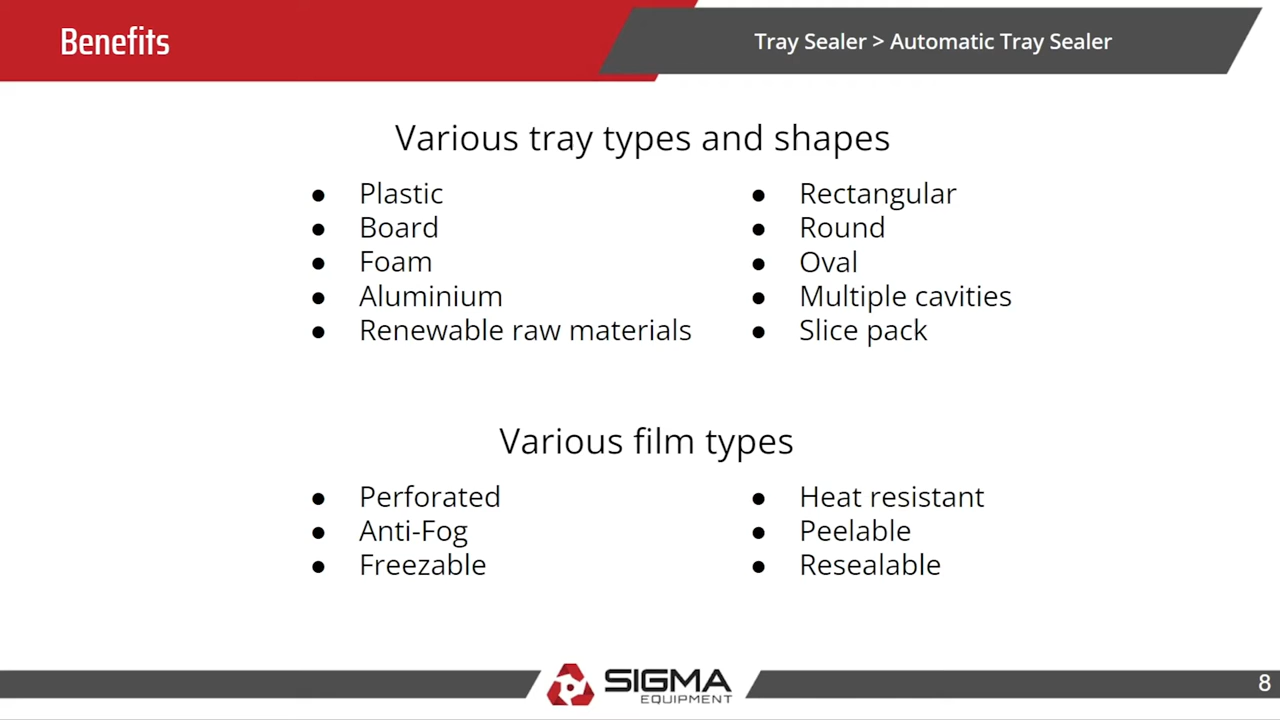 Benefits
Tray Sealer > Automatic Tray Sealer
Various tray types and shapes
● Plastic
● Board
● Foam
● Aluminium
● Renewable raw materials
● Rectangular
● Round
● Oval
● Multiple cavities
● Slice pack
Various film types
● Perforated
● Anti-Fog
● Freezable
● Heat resistant
● Peelable
● Resealable
SIGMA
EQUIPMENT
8